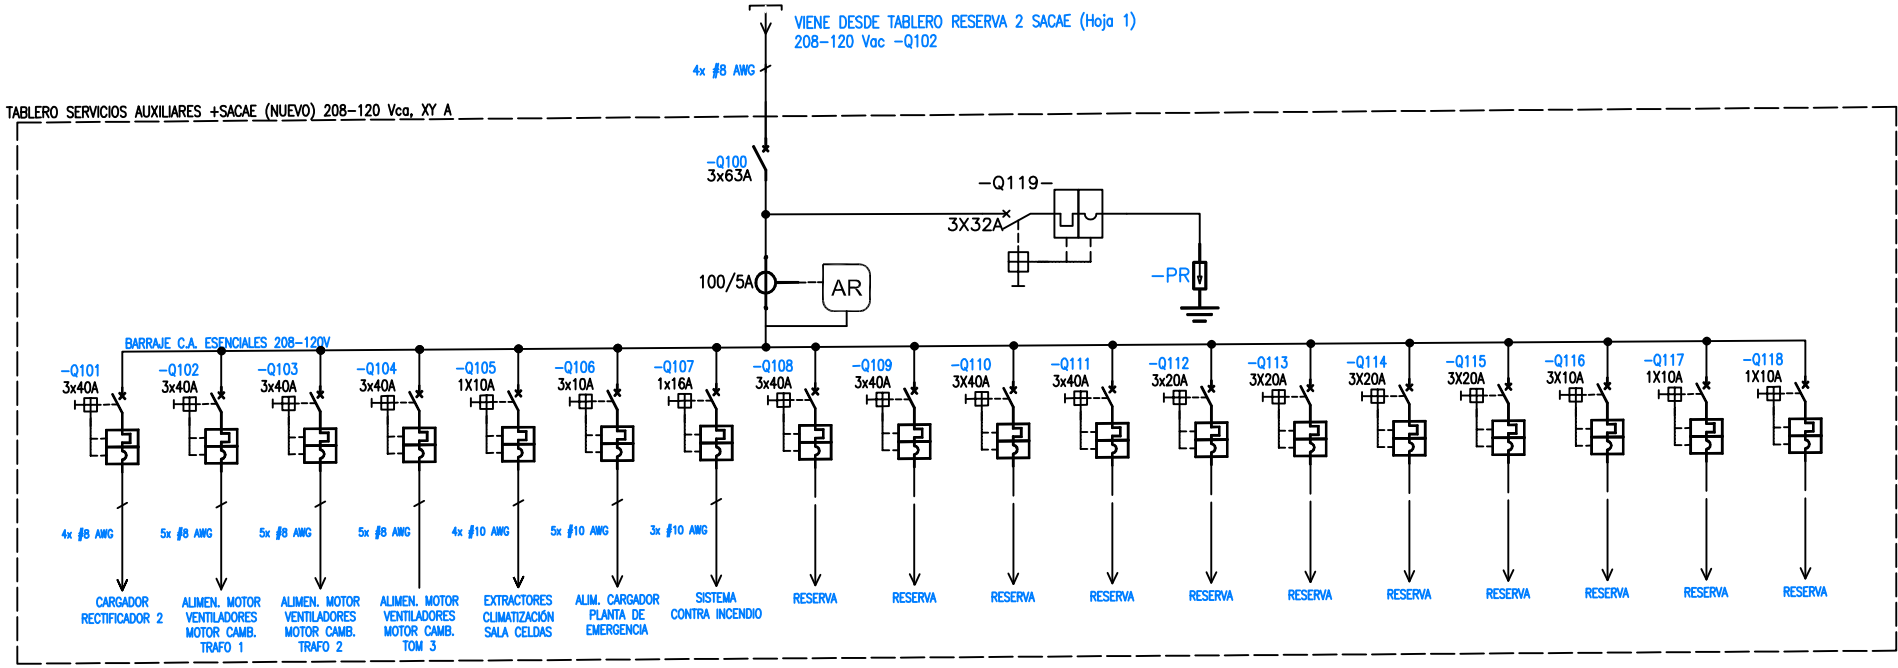 VIENE DESDE TABLERO RESERVA 2 SACAE (Hoja 1)
208-120 Vac -Q102
4x #8 AWG
TABLERO SERVICIOS AUXILIARES +SACAE (NUEVO) 208-120 Vca, XY A
-Q100
3x63A
-Q119-
3X32A
-PR
100/5A
AR
BARRAJE C.A. ESENCIALES 208-120V
-Q101
3x40A
-Q102
3x40A
-Q103
3x40A
-Q104
3x40A
-Q105
1X10A
-Q106
3x10A
-Q107
1x16A
-Q108
3x40A
-Q109
3x40A
-Q110
3X40A
-Q111
3x40A
-Q112
3x20A
-Q113
3X20A
-Q114
3X20A
-Q115
3X20A
-Q116
3X10A
-Q117
1X10A
-Q118
1X10A
4x #8 AWG
5x #8 AWG
5x #8 AWG
5x #8 AWG
4x #10 AWG
5x #10 AWG
3x #10 AWG
CARGADOR
RECTIFICADOR 2
ALIMEN. MOTOR
VENTILADORES
MOTOR CAMB.
TRAFO 1
ALIMEN. MOTOR
VENTILADORES
MOTOR CAMB.
TRAFO 2
ALIMEN. MOTOR
VENTILADORES
MOTOR CAMB.
TOM 3
EXTRACTORES
CLIMATIZACIÓN
SALA CELDAS
ALIM. CARGADOR
PLANTA DE
EMERGENCIA
SISTEMA
CONTRA INCENDIO
RESERVA
RESERVA
RESERVA
RESERVA
RESERVA
RESERVA
RESERVA
RESERVA
RESERVA
RESERVA
RESERVA